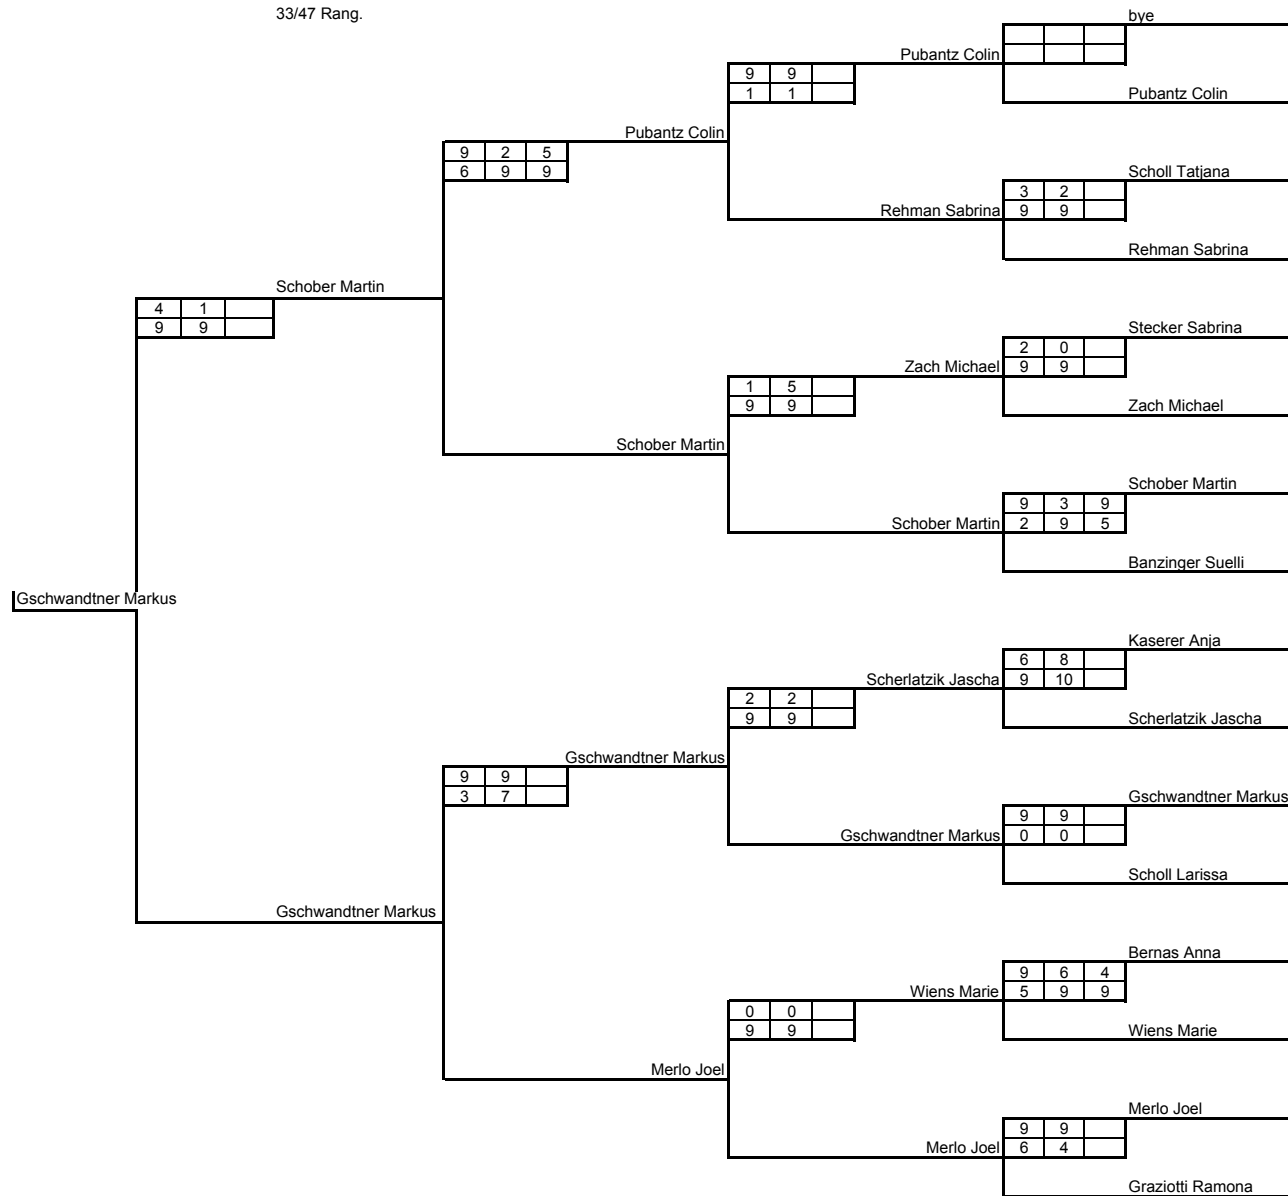 33/47 Rang.
bye
Pubantz Colin
9 9
1 1
Pubantz Colin
Pubantz Colin
9 2 5
6 9 9
Scholl Tatjana
3 2
Rehman Sabrina 9 9
Rehman Sabrina
Schober Martin
4 1
9 9
Stecker Sabrina
2 0
Zach Michael 9 9
1 5
9 9
Zach Michael
Schober Martin
Schober Martin
9 3 9
Schober Martin 2 9 5
Banzinger Suelli
Gschwandtner Markus
Kaserer Anja
6 8
Scherlatzik Jascha 9 10
2 2
9 9
Scherlatzik Jascha
Gschwandtner Markus
9 9
3 7
Gschwandtner Markus
9 9
Gschwandtner Markus 0 0
Scholl Larissa
Gschwandtner Markus
Bernas Anna
9 6 4
Wiens Marie 5 9 9
0 0
9 9
Wiens Marie
Merlo Joel
Merlo Joel
9 9
Merlo Joel 6 4
Graziotti Ramona